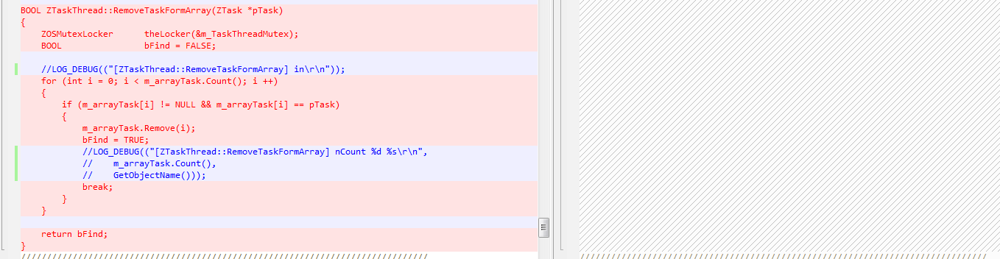 BOOL ZTaskThread::RemoveTaskFormArray(ZTask *pTask)
{
    ZOSMutexLocker      theLocker(&m_TaskThreadMutex);
    BOOL                bFind = FALSE;

    //LOG_DEBUG(("[ZTaskThread::RemoveTaskFormArray] in\r\n"));
    for (int i = 0; i < m_arrayTask.Count(); i ++)
    {
        if (m_arrayTask[i] != NULL && m_arrayTask[i] == pTask)
        {
            m_arrayTask.Remove(i);
            bFind = TRUE;
            //LOG_DEBUG(("[ZTaskThread::RemoveTaskFormArray] nCount %d %s\r\n",
            //    m_arrayTask.Count(),
            //    GetObjectName()));
            break;
        }
    }

    return bFind;
}
/////////////////////////////////////////////////////////////////////////////// ///////////////////////////////////////////////////////////////////////////////